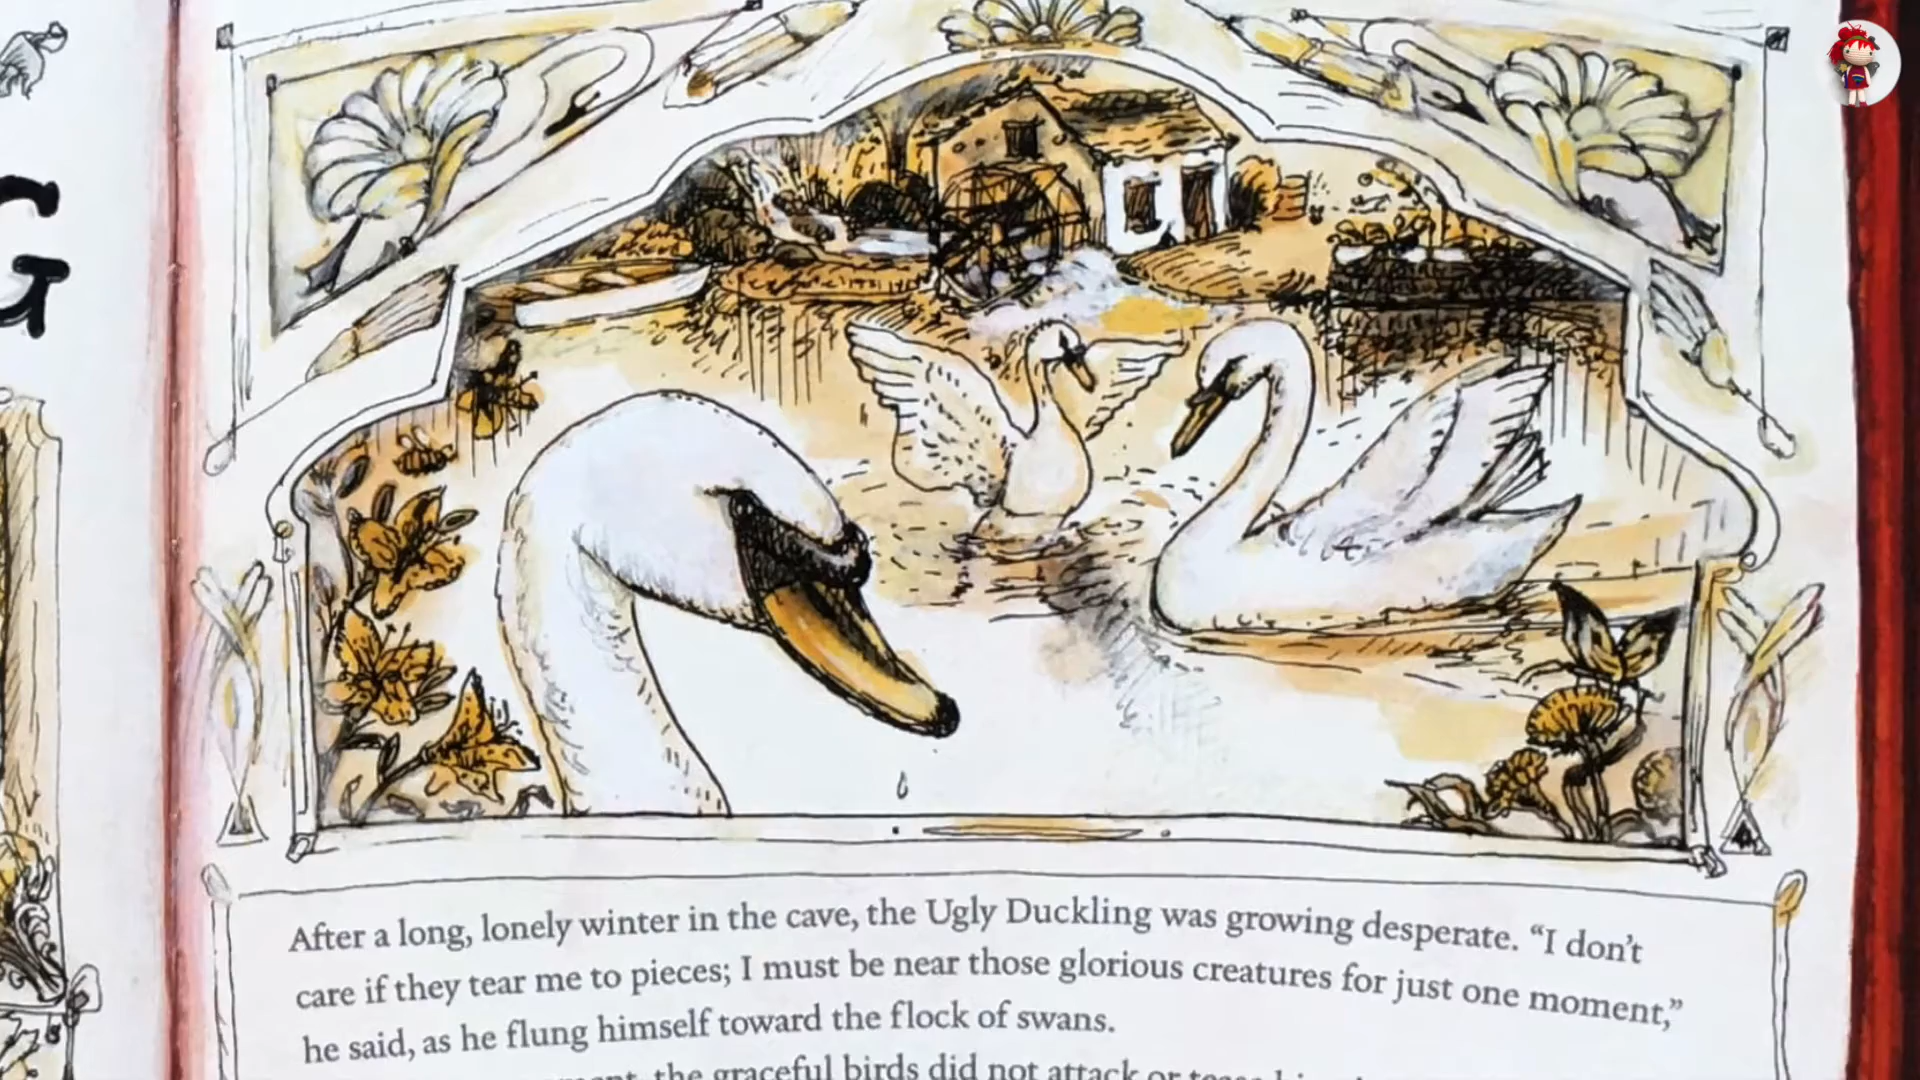 G
After a long, lonely winter in the cave, the Ugly Duckling was growing desperate. “I don’t
care if they tear me to pieces; I must be near those glorious creatures for just one moment,”
he said, as he flung himself toward the flock of swans.
the graceful birds did not attack or